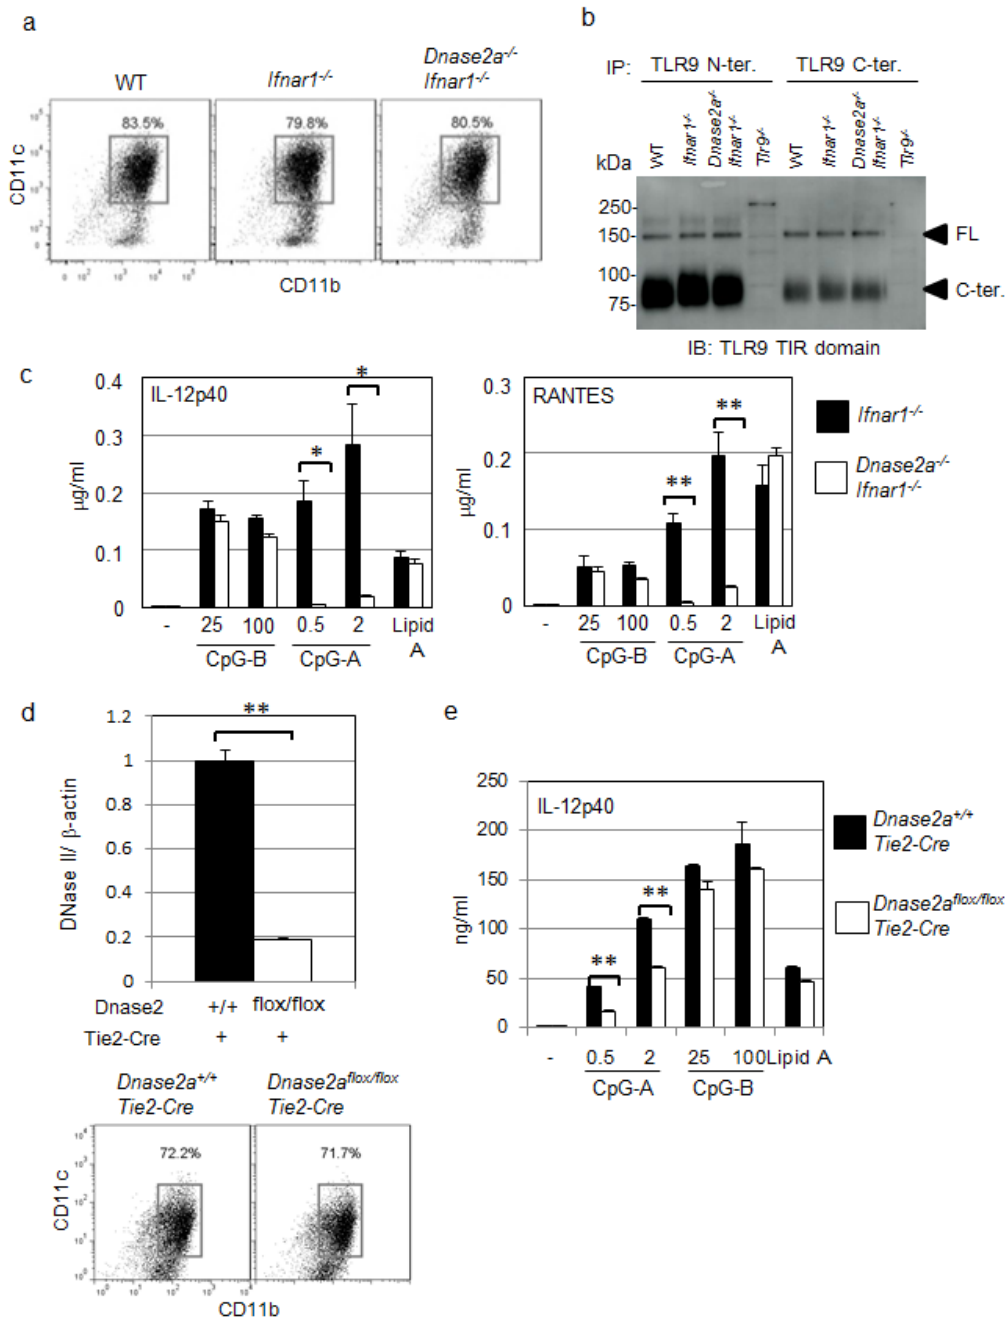 a
WT
Ifnar1-/-
Dnase2a-/-
Ifnar1-/-
83.5%
79.8%
80.5%
CD11c
CD11b
b
IP:
TLR9 N-ter.
TLR9 C-ter.
kDa
WT
Ifnar1-/-
Dnase2a-/-
Ifnar1-/-
Tlr9-/-
WT
Ifnar1-/-
Dnase2a-/-
Ifnar1-/-
Tlr9-/-
250-
150-
100-
75-
FL
C-ter.
IB: TLR9 TIR domain
c
IL-12p40
µg/ml
0.4
0.3
0.2
0.1
0
*
*
- 25 100 0.5 2 Lipid A
CpG-B CpG-A
RANTES
µg/ml
0.3
0.2
0.1
0
**
**
- 25 100 0.5 2 Lipid A
CpG-B CpG-A
Ifnar1-/-
Dnase2a-/-
Ifnar1-/-
d
DNase II/ β-actin
1.2
1
0.8
0.6
0.4
0.2
0
**
Dnase2 +/+ flox/flox
Tie2-Cre + +
Dnase2a+/+
Tie2-Cre
Dnase2aflox/flox
Tie2-Cre
72.2%
71.7%
CD11c
CD11b
e
IL-12p40
ng/ml
250
200
150
100
50
0
**
**
- 0.5 2 25 100 Lipid A
CpG-A CpG-B
Dnase2a+/+
Tie2-Cre
Dnase2aflox/flox
Tie2-Cre